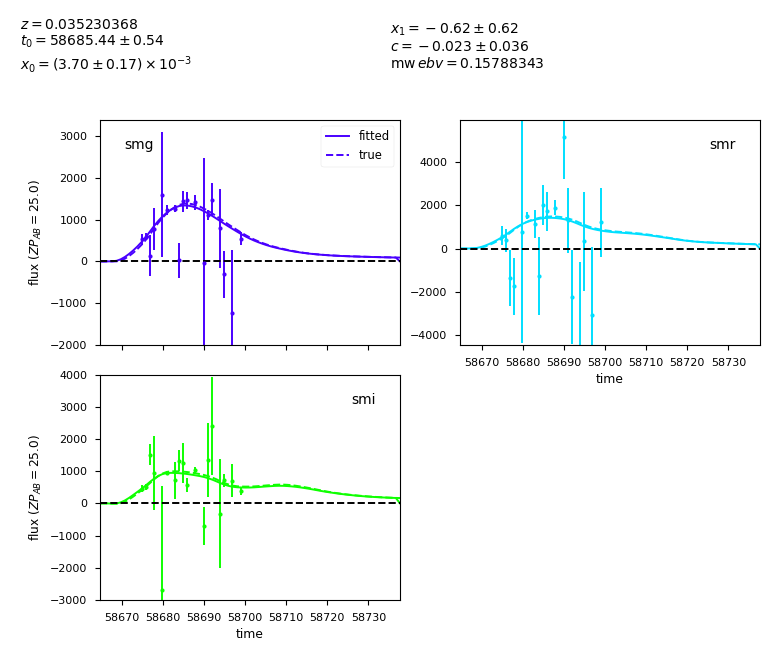 z = 0.035230368
t₀ = 58685.44 ± 0.54
x₀ = (3.70 ± 0.17) × 10⁻³
x₁ = −0.62 ± 0.62
c = −0.023 ± 0.036
mw ebv = 0.15788343
flux (ZP_AB = 25.0)
3000
2000
1000
0
−1000
−2000
smg
fitted
true
4000
2000
0
−2000
−4000
smr
58670 58680 58690 58700 58710 58720 58730
time
flux (ZP_AB = 25.0)
4000
3000
2000
1000
0
−1000
−2000
−3000
smi
58670 58680 58690 58700 58710 58720 58730
time